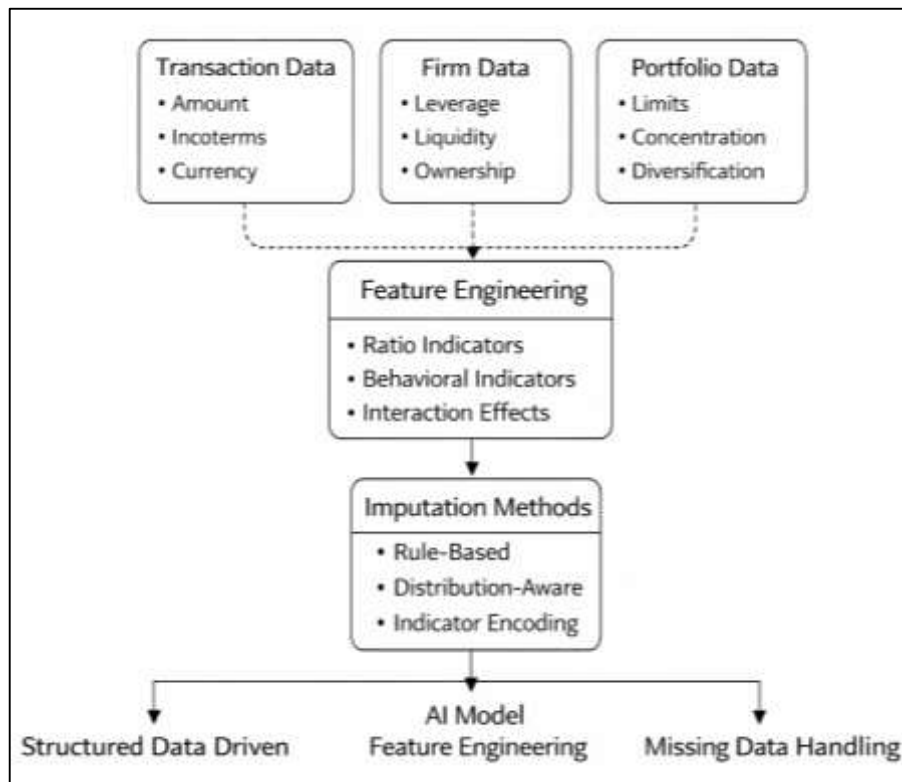 Transaction Data
• Amount
• Incoterms
• Currency
Firm Data
• Leverage
• Liquidity
• Ownership
Portfolio Data
• Limits
• Concentration
• Diversification
Feature Engineering
• Ratio Indicators
• Behavioral Indicators
• Interaction Effects
Imputation Methods
• Rule-Based
• Distribution-Aware
• Indicator Encoding
Structured Data Driven
AI Model
Feature Engineering
Missing Data Handling